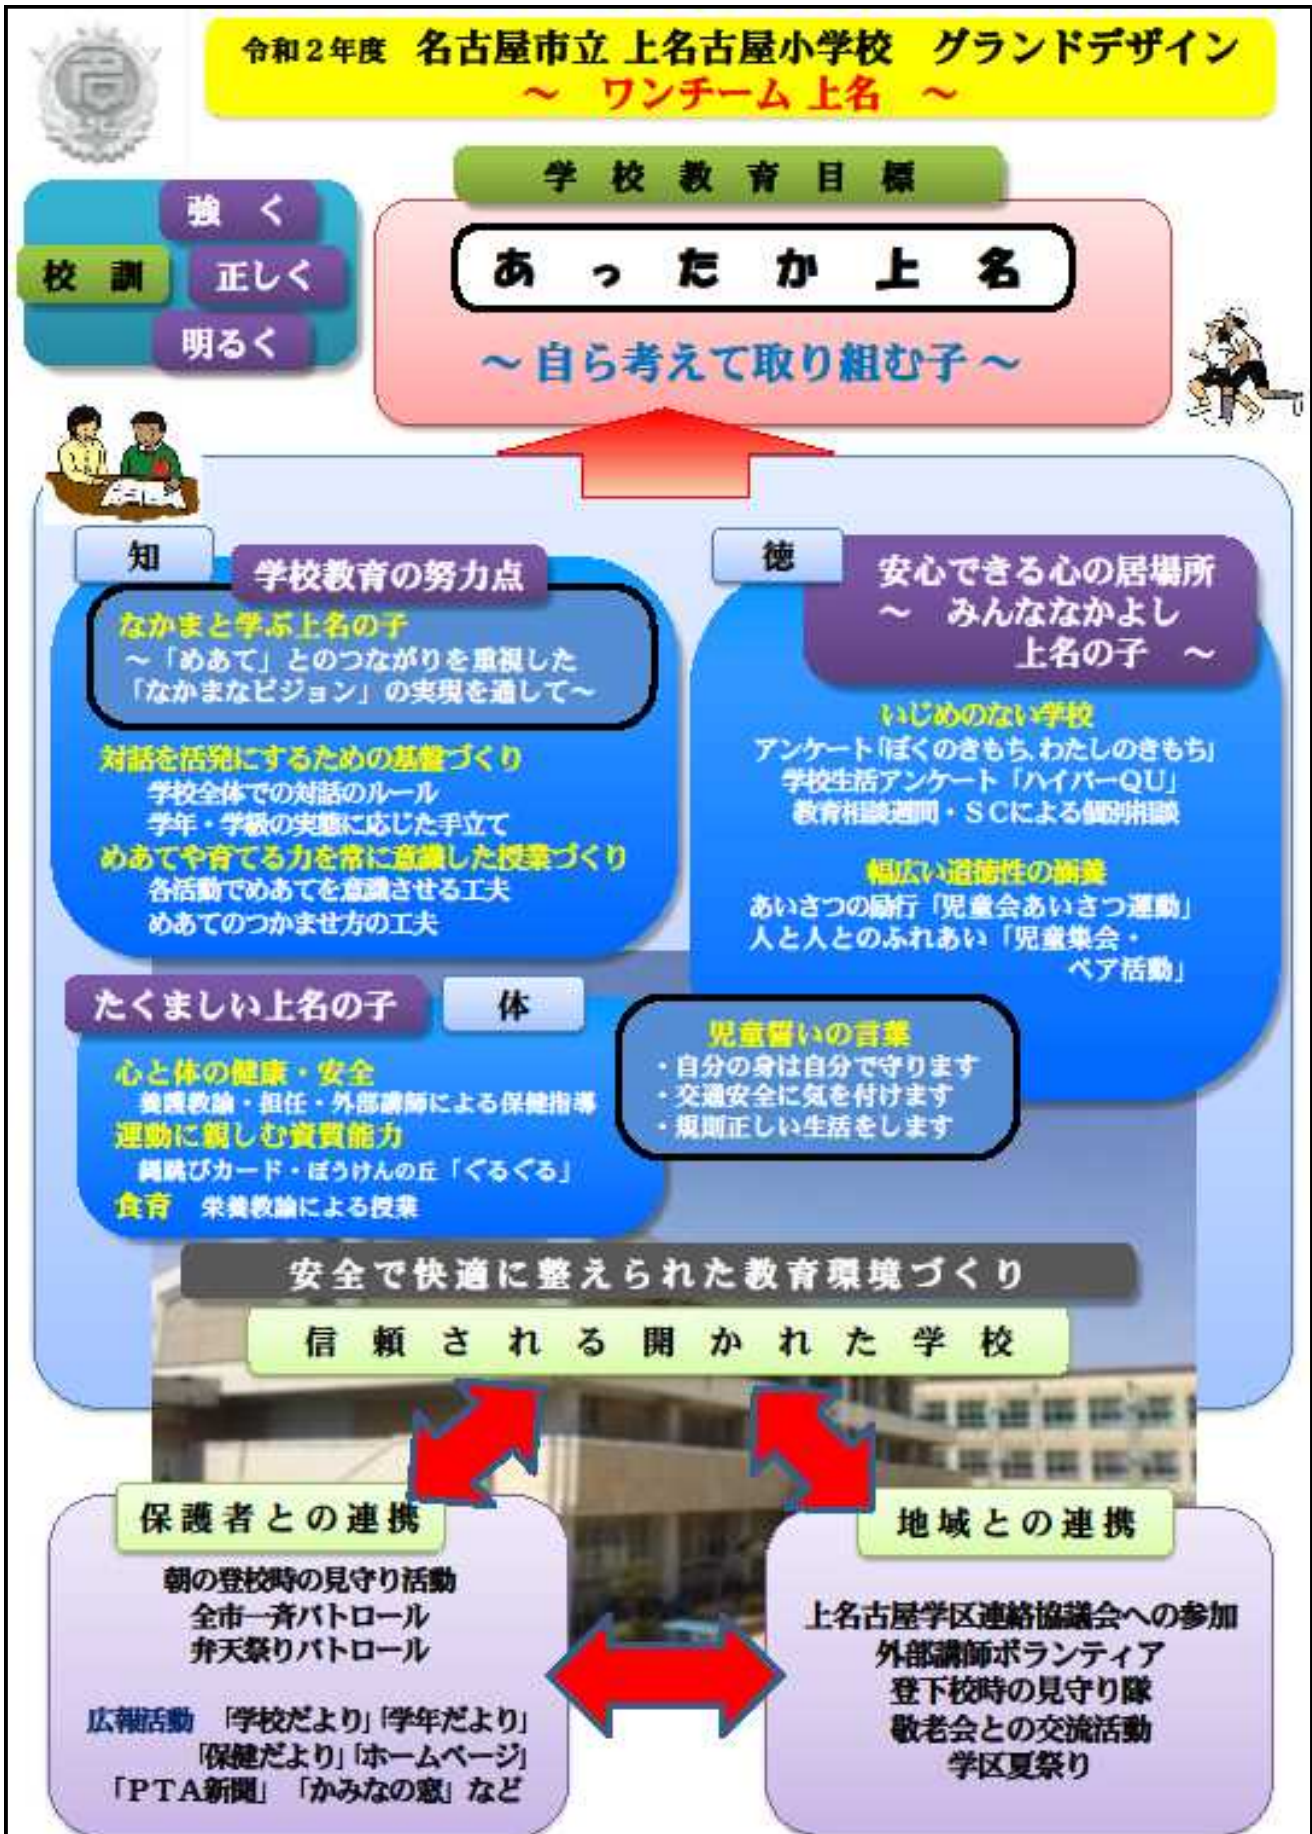 令和２年度 名古屋市立 上名古屋小学校 グランドデザイン
～ ワンチーム 上名 ～
学校教育目標
強く
校訓
正しく
明るく
あったか上名
～自ら考えて取り組む子～
知
学校教育の努力点
なかまと学ぶ上名の子
～「めあて」とのつながりを重視した
「なかまなビジョン」の実現を通して～
対話を活発にするための基盤づくり
学校全体での対話のルール
学年・学級の実態に応じた手立て
めあてや育てる力を常に意識した授業づくり
各活動でめあてを意識させる工夫
めあてのつかませ方の工夫
徳
安心できる心の居場所
～ みんななかよし
上名の子 ～
いじめのない学校
アンケート「ぼくのきもち、わたしのきもち」
学校生活アンケート「ハイパーＱＵ」
教育相談週間・ＳＣによる個別相談
幅広い道徳性の涵養
あいさつの励行「児童会あいさつ運動」
人と人とのふれあい「児童集会・
ペア活動」
たくましい上名の子
体
心と体の健康・安全
養護教諭・担任・外部講師による保健指導
運動に親しむ資質能力
縄跳びカード・ぼうけんの丘「ぐるぐる」
食育 栄養教諭による授業
児童誓いの言葉
・自分の身は自分で守ります
・交通安全に気を付けます
・規則正しい生活をします
安全で快適に整えられた教育環境づくり
信頼される開かれた学校
保護者との連携
朝の登校時の見守り活動
全市一斉パトロール
弁天祭りパトロール
広報活動 「学校だより」「学年だより」
「保健だより」「ホームページ」
「ＰＴＡ新聞」「かみなの窓」など
地域との連携
上名古屋学区連絡協議会への参加
外部講師ボランティア
登下校時の見守り隊
敬老会との交流活動
学区夏祭り